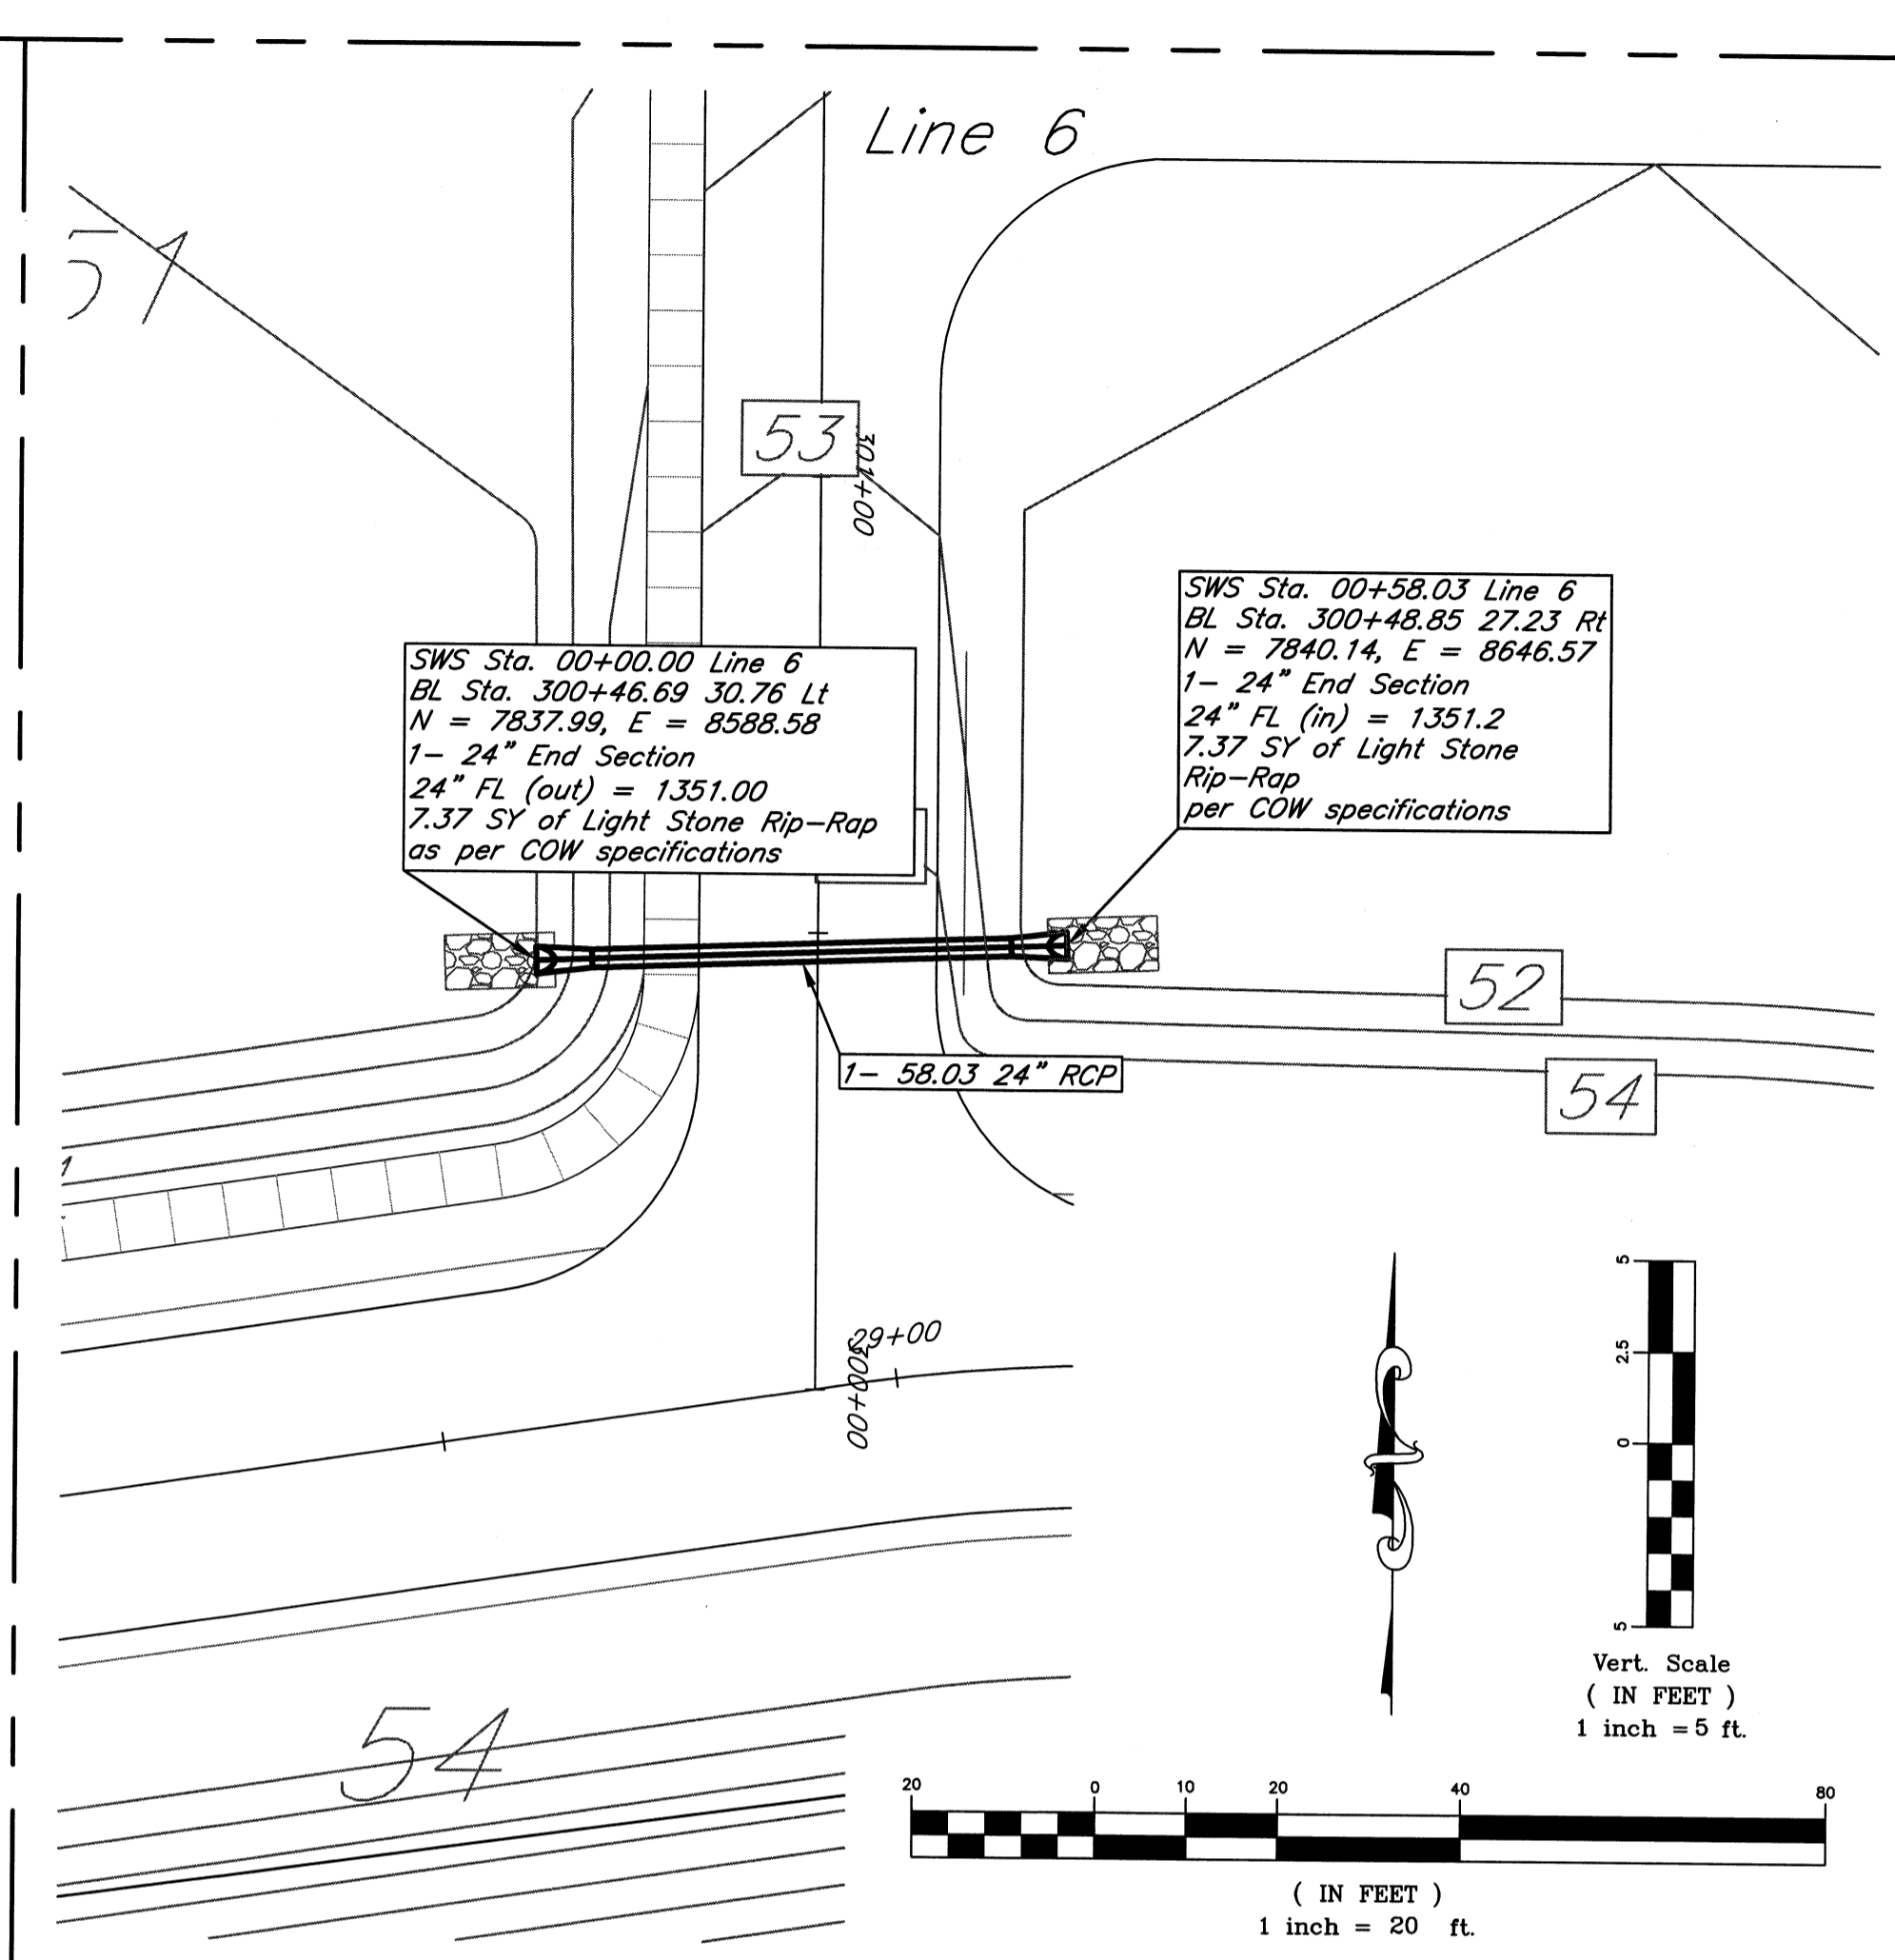 Line 6
51
53
301+00
SWS Sta. 00+58.03 Line 6
BL Sta. 300+48.85 27.23 Rt
N = 7840.14, E = 8646.57
1- 24" End Section
24" FL (in) = 1351.2
7.37 SY of Light Stone
Rip-Rap
per COW specifications
SWS Sta. 00+00.00 Line 6
BL Sta. 300+46.69 30.76 Lt
N = 7837.99, E = 8588.58
1- 24" End Section
24" FL (out) = 1351.00
7.37 SY of Light Stone Rip-Rap
as per COW specifications
52
1- 58.03 24" RCP
54
1
29+00
300+00
5
2.5
0
5
Vert. Scale
( IN FEET )
1 inch = 5 ft.
54
20 0 10 20 40 80
( IN FEET )
1 inch = 20 ft.